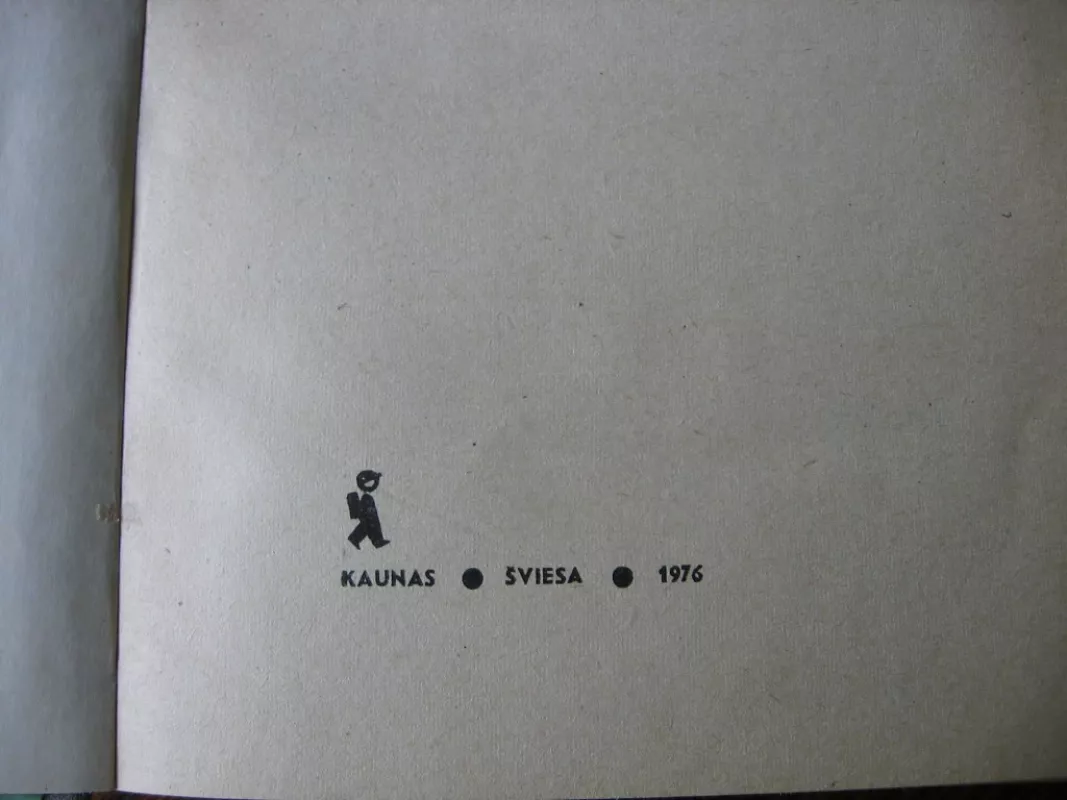 KAUNAS ● ŠVIESA ● 1976